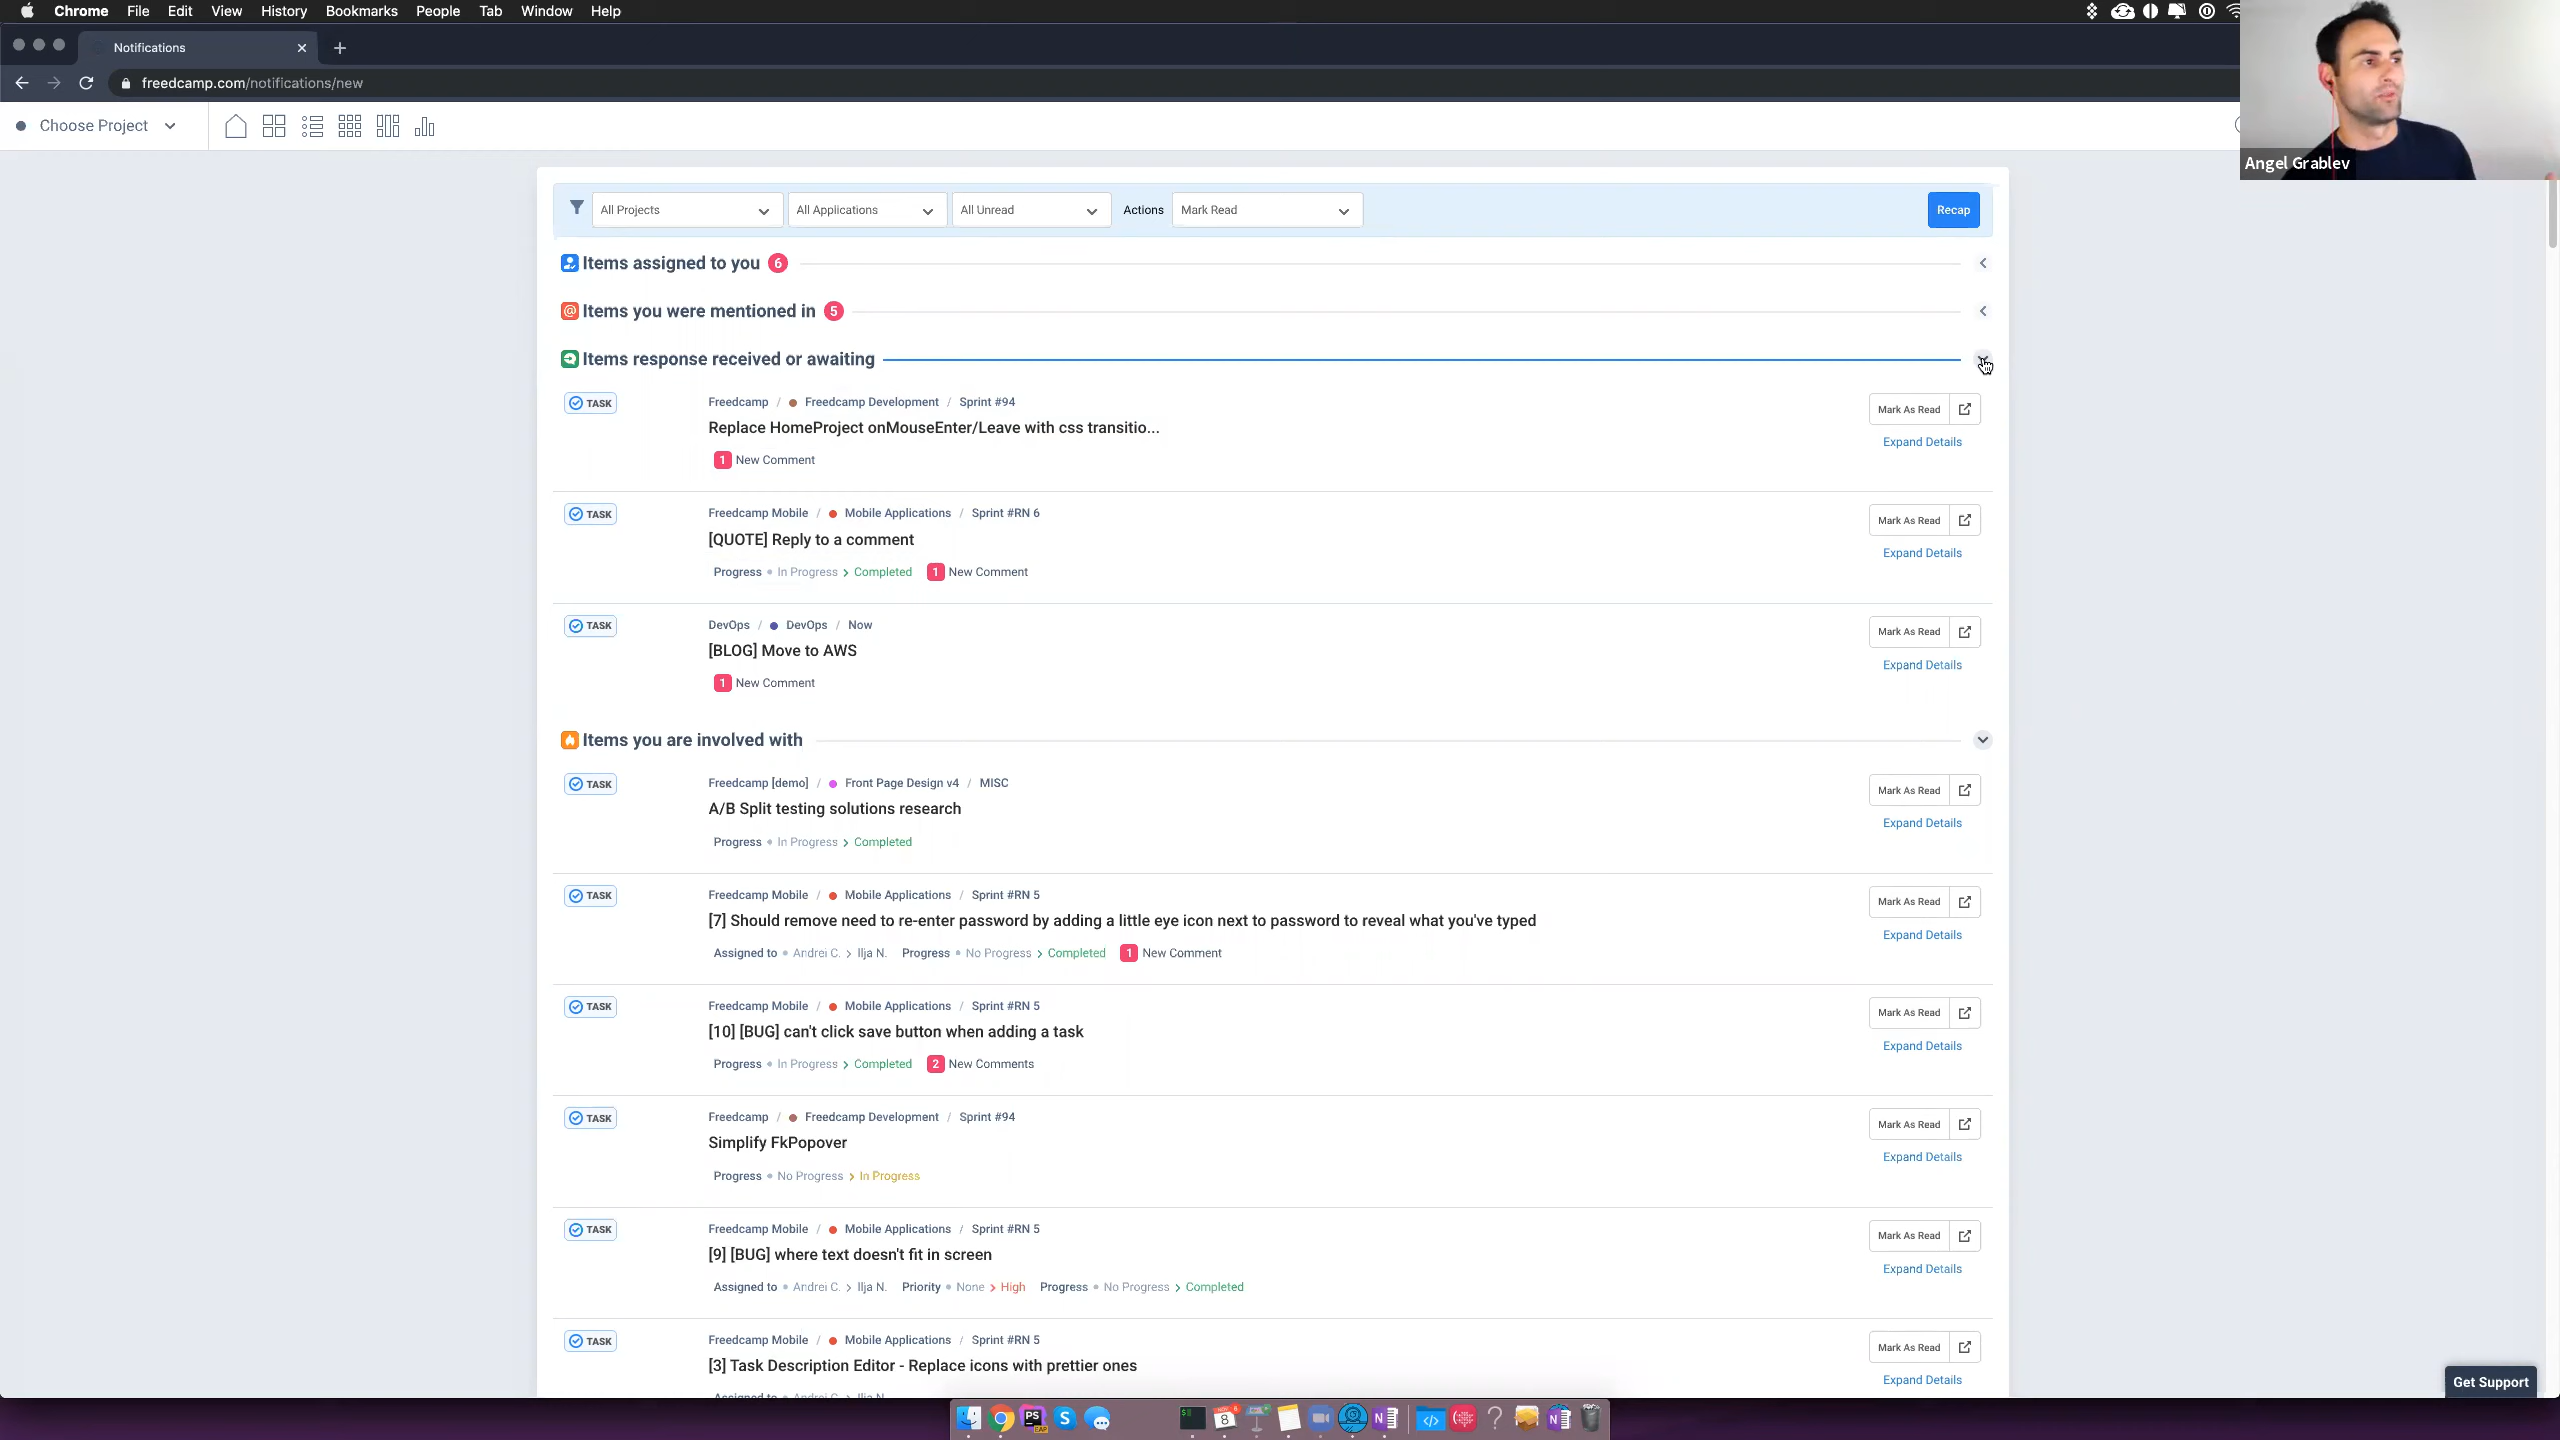 Chrome File Edit View History Bookmarks People Tab Window Help
Notifications
freedcamp.com/notifications/new
Angel Grablev
Choose Project
All Projects All Applications All Unread Actions Mark Read Recap
Items assigned to you 6
Items you were mentioned in 5
Items response received or awaiting
TASK Freedcamp / Freedcamp Development / Sprint #94 Mark As Read
Replace HomeProject onMouseEnter/Leave with css transitio...
Expand Details
1 New Comment
TASK Freedcamp Mobile / Mobile Applications / Sprint #RN 6 Mark As Read
[QUOTE] Reply to a comment
Expand Details
Progress In Progress > Completed 1 New Comment
TASK DevOps / DevOps / Now Mark As Read
[BLOG] Move to AWS
Expand Details
1 New Comment
Items you are involved with
TASK Freedcamp [demo] / Front Page Design v4 / MISC Mark As Read
A/B Split testing solutions research
Expand Details
Progress In Progress > Completed
TASK Freedcamp Mobile / Mobile Applications / Sprint #RN 5 Mark As Read
[7] Should remove need to re-enter password by adding a little eye icon next to password to reveal what you've typed
Expand Details
Assigned to Andrei C. > Ilja N. Progress No Progress > Completed 1 New Comment
TASK Freedcamp Mobile / Mobile Applications / Sprint #RN 5 Mark As Read
[10] [BUG] can't click save button when adding a task
Expand Details
Progress In Progress > Completed 2 New Comments
TASK Freedcamp / Freedcamp Development / Sprint #94 Mark As Read
Simplify FkPopover
Expand Details
Progress No Progress > In Progress
TASK Freedcamp Mobile / Mobile Applications / Sprint #RN 5 Mark As Read
[9] [BUG] where text doesn't fit in screen
Expand Details
Assigned to Andrei C. > Ilja N. Priority None > High Progress No Progress > Completed
TASK Freedcamp Mobile / Mobile Applications / Sprint #RN 5 Mark As Read
[3] Task Description Editor - Replace icons with prettier ones
Expand Details
Get Support
Assigned to Andrei C. Ilja N.
PS EAP S 8 N N